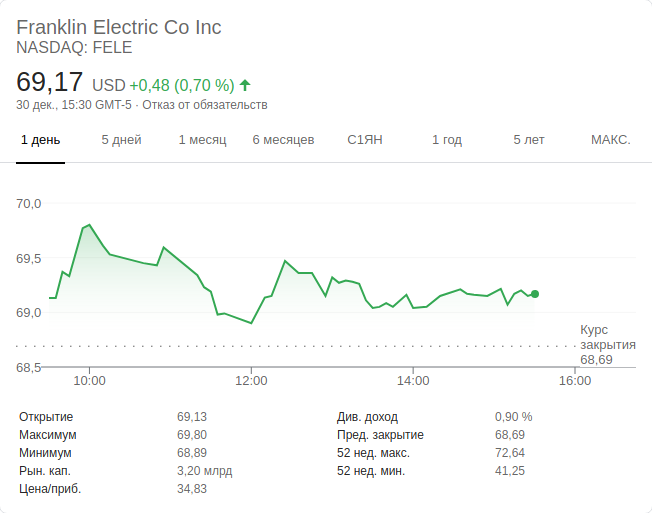 Franklin Electric Co Inc
NASDAQ: FELE
69,17 USD +0,48 (0,70 %)
30 дек., 15:30 GMT-5 · Отказ от обязательств
1 день 5 дней 1 месяц 6 месяцев С1ЯН 1 год 5 лет МАКС.
70,0
69,5
69,0
Курс
закрытия
68,69
68,5
10:00 12:00 14:00 16:00
Открытие 69,13 Див. доход 0,90 %
Максимум 69,80 Пред. закрытие 68,69
Минимум 68,89 52 нед. макс. 72,64
Рын. кап. 3,20 млрд 52 нед. мин. 41,25
Цена/приб. 34,83